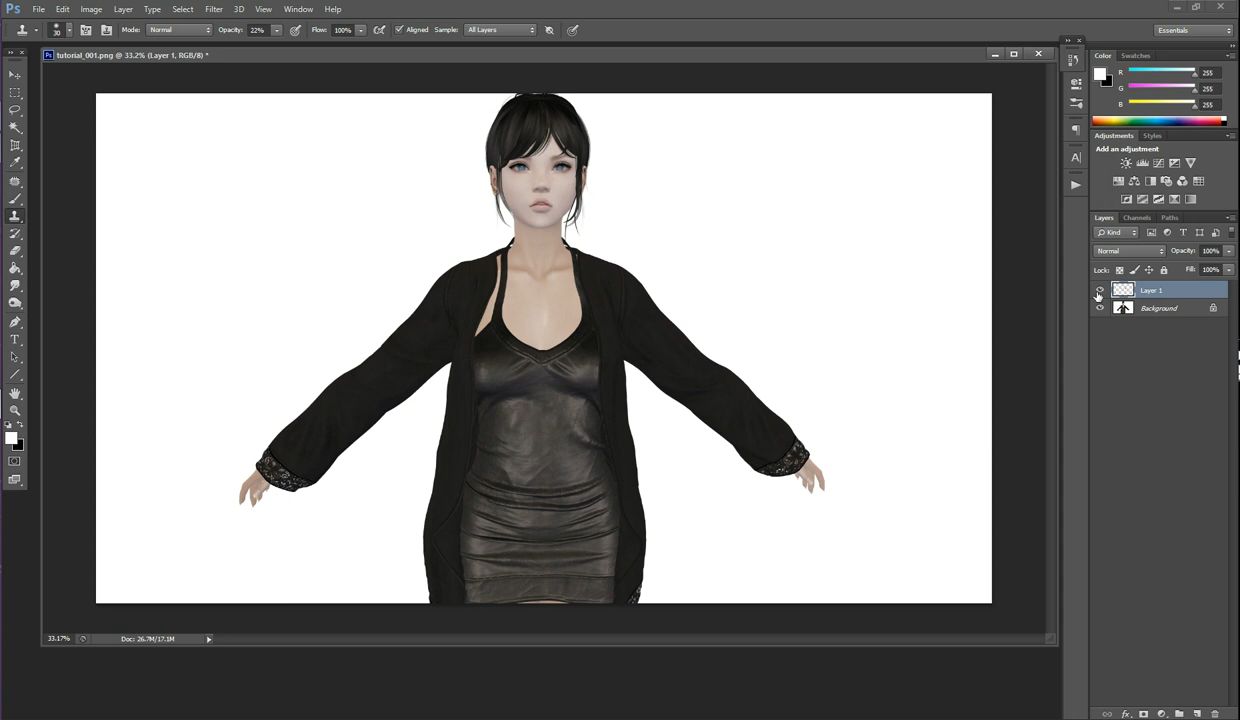 Ps File Edit Image Layer Type Select Filter 3D View Window Help
30 Mode: Normal Opacity: 22% Flow: 100% Aligned Sample: All Layers Essentials
Ps tutorial_001.png @ 33.2% (Layer 1, RGB/8) *
Color Swatches
R 255
G 255
B 255
Adjustments Styles
Add an adjustment
Layers Channels Paths
Kind
Normal Opacity: 100%
Lock: Fill: 100%
Layer 1
Background
33.17% Doc: 26.7M/17.1M